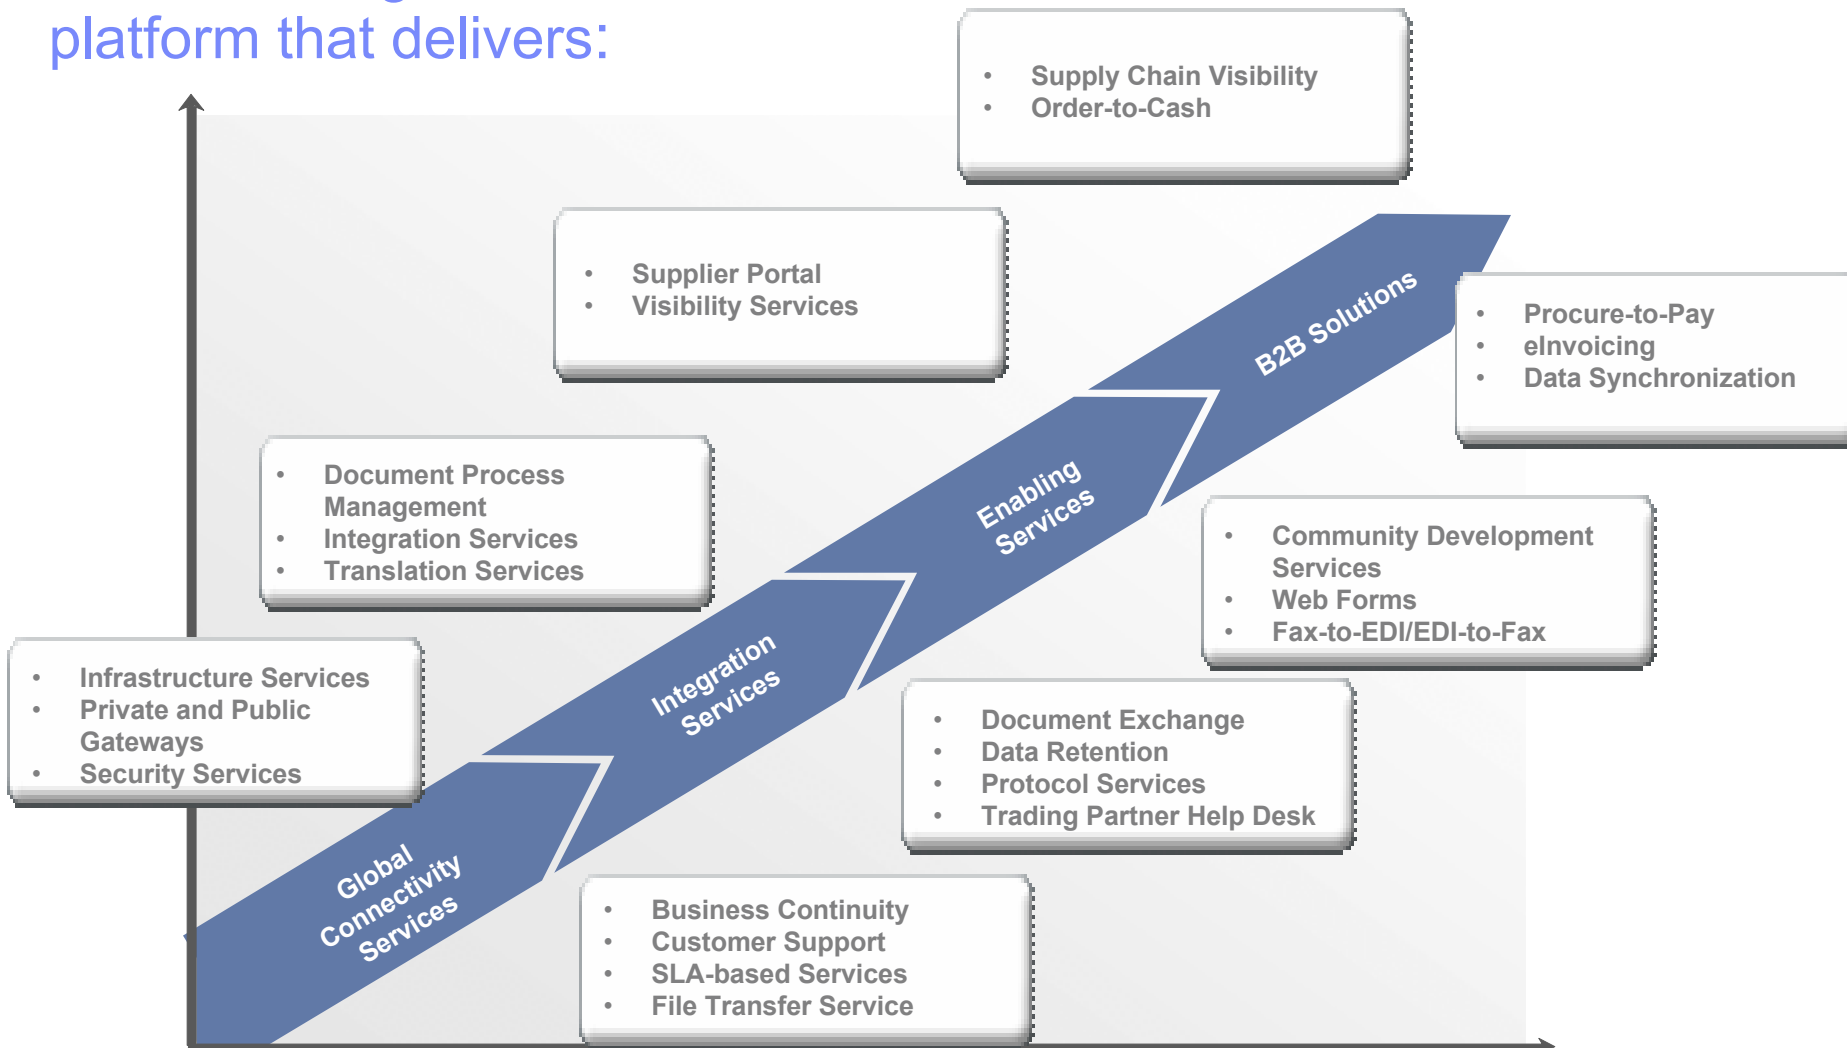 platform that delivers:
• Supply Chain Visibility
• Order-to-Cash
• Supplier Portal
• Visibility Services
B2B Solutions
• Procure-to-Pay
• eInvoicing
• Data Synchronization
• Document Process
Management
• Integration Services
• Translation Services
Enabling
Services
• Community Development
Services
• Web Forms
• Fax-to-EDI/EDI-to-Fax
• Infrastructure Services
• Private and Public
Gateways
• Security Services
Integration
Services
• Document Exchange
• Data Retention
• Protocol Services
• Trading Partner Help Desk
Global
Connectivity
Services
• Business Continuity
• Customer Support
• SLA-based Services
• File Transfer Service